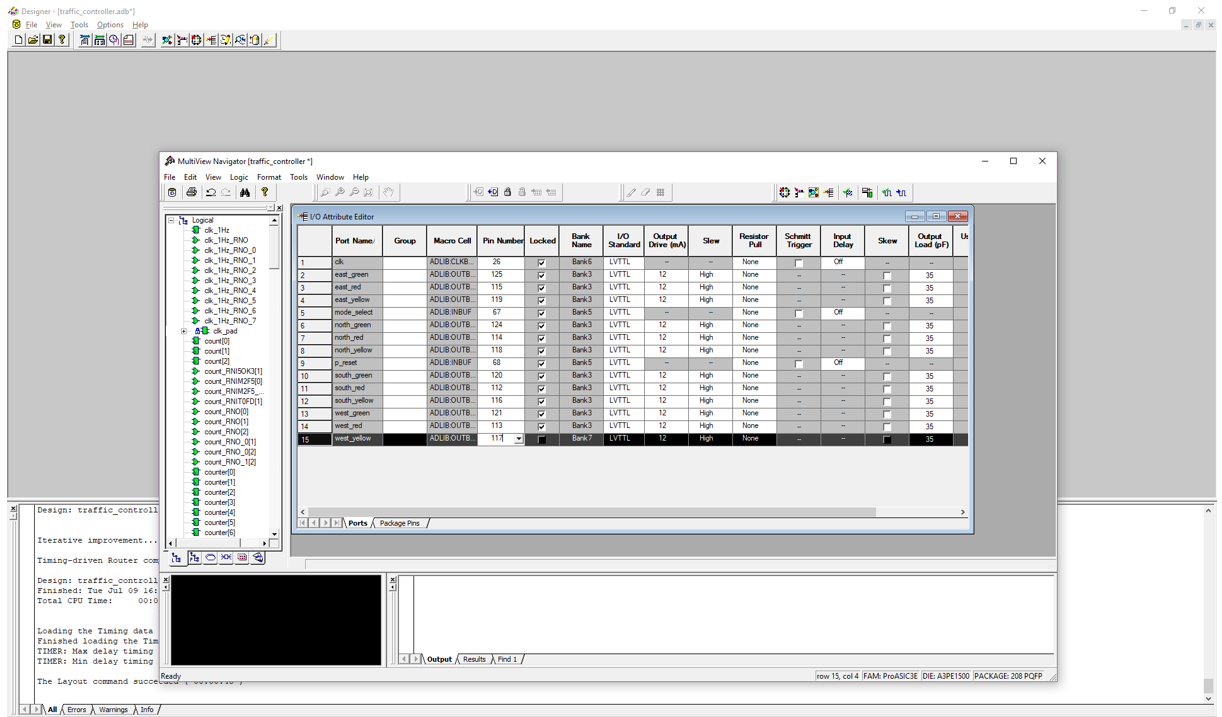 Designer - [traffic_controller.adb*]
File View Tools Options Help
MultiView Navigator [traffic_controller *]
File Edit View Logic Format Tools Window Help
Logical
clk_1Hz
clk_1Hz_RNO
clk_1Hz_RNO_0
clk_1Hz_RNO_1
clk_1Hz_RNO_2
clk_1Hz_RNO_3
clk_1Hz_RNO_4
clk_1Hz_RNO_5
clk_1Hz_RNO_6
clk_1Hz_RNO_7
clk_pad
count[0]
count[1]
count[2]
count_RNI5OK3[1]
count_RNIM2F5[0]
count_RNIM2F5_...
count_RNIT0FD[1]
count_RNO[0]
count_RNO[1]
count_RNO[2]
count_RNO_0[1]
count_RNO_0[2]
count_RNO_1[2]
counter[0]
counter[1]
counter[2]
counter[3]
counter[4]
counter[5]
counter[6]
I/O Attribute Editor
Port Name/ Group Macro Cell Pin Number Locked Bank Name I/O Standard Output Drive (mA) Slew Resistor Pull Schmitt Trigger Input Delay Skew Output Load (pF) Us
1 clk ADLIB:CLKB... 26 Bank6 LVTTL -- -- None Off -- --
2 east_green ADLIB:OUTB... 125 Bank3 LVTTL 12 High None -- -- 35
3 east_red ADLIB:OUTB... 115 Bank3 LVTTL 12 High None -- -- 35
4 east_yellow ADLIB:OUTB... 119 Bank3 LVTTL 12 High None -- -- 35
5 mode_select ADLIB:INBUF 67 Bank5 LVTTL -- -- None Off -- --
6 north_green ADLIB:OUTB... 124 Bank3 LVTTL 12 High None -- -- 35
7 north_red ADLIB:OUTB... 114 Bank3 LVTTL 12 High None -- -- 35
8 north_yellow ADLIB:OUTB... 118 Bank3 LVTTL 12 High None -- -- 35
9 p_reset ADLIB:INBUF 68 Bank5 LVTTL -- -- None Off -- --
10 south_green ADLIB:OUTB... 120 Bank3 LVTTL 12 High None -- -- 35
11 south_red ADLIB:OUTB... 112 Bank3 LVTTL 12 High None -- -- 35
12 south_yellow ADLIB:OUTB... 116 Bank3 LVTTL 12 High None -- -- 35
13 west_green ADLIB:OUTB... 121 Bank3 LVTTL 12 High None -- -- 35
14 west_red ADLIB:OUTB... 113 Bank3 LVTTL 12 High None -- -- 35
15 west_yellow ADLIB:OUTB... 117 Bank7 LVTTL 12 High None -- -- 35
Ports Package Pins
Output Results Find 1
Ready row 15, col 4 FAM: ProASIC3E DIE: A3PE1500 PACKAGE: 208 PQFP
Design: traffic_controll
Iterative improvement...
Timing-driven Router com
Design: traffic_controll
Finished: Tue Jul 09 16:
Total CPU Time: 00:0
Loading the Timing data
Finished loading the Tim
TIMER: Max delay timing
TIMER: Min delay timing
The Layout command
All Errors Warnings Info